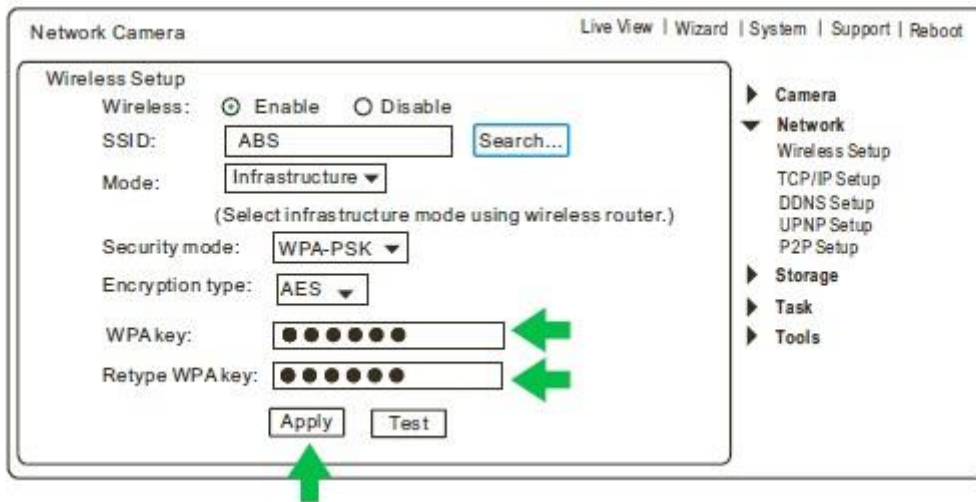 Network Camera
Live View | Wizard | System | Support | Reboot
Wireless Setup
Wireless: Enable Disable
SSID: ABS Search...
Mode: Infrastructure
(Select infrastructure mode using wireless router.)
Security mode: WPA-PSK
Encryption type: AES
WPA key:
Retype WPA key:
Apply Test
Camera
Network
Wireless Setup
TCP/IP Setup
DDNS Setup
UPNP Setup
P2P Setup
Storage
Task
Tools